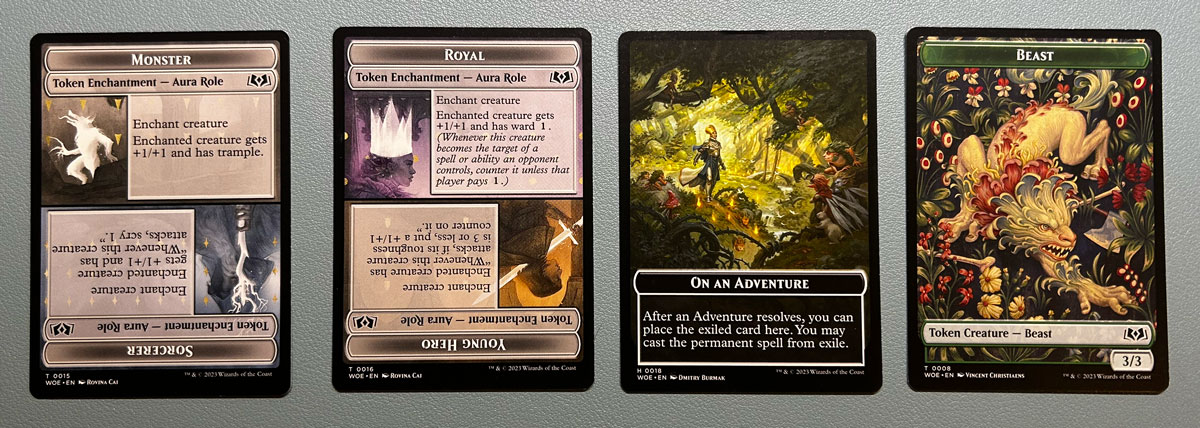 MONSTER
Token Enchantment — Aura Role
Enchant creature
Enchanted creature gets
+1/+1 and has trample.
SORCERER
Token Enchantment — Aura Role
Enchant creature
Enchanted creature
gets +1/+1 and has
“Whenever this creature
attacks, scry 1.”
T 0015
WOE • EN ROVINA CAI
™ & © 2023 Wizards of the Coast
ROYAL
Token Enchantment — Aura Role
Enchant creature
Enchanted creature gets
+1/+1 and has ward 1.
(Whenever this creature
becomes the target of a
spell or ability an opponent
controls, counter it unless that
player pays 1.)
YOUNG HERO
Token Enchantment — Aura Role
Enchant creature
Enchanted creature has
“Whenever this creature
attacks, if its toughness
is 3 or less, put a +1/+1
counter on it.”
T 0016
WOE • EN ROVINA CAI
™ & © 2023 Wizards of the Coast
ON AN ADVENTURE
After an Adventure resolves, you can
place the exiled card here. You may
cast the permanent spell from exile.
H 0018
WOE • EN DMITRY BURMAK
™ & © 2023 Wizards of the Coast
BEAST
Token Creature — Beast
3/3
T 0008
WOE • EN VINCENT CHRISTIAENS
™ & © 2023 Wizards of the Coast